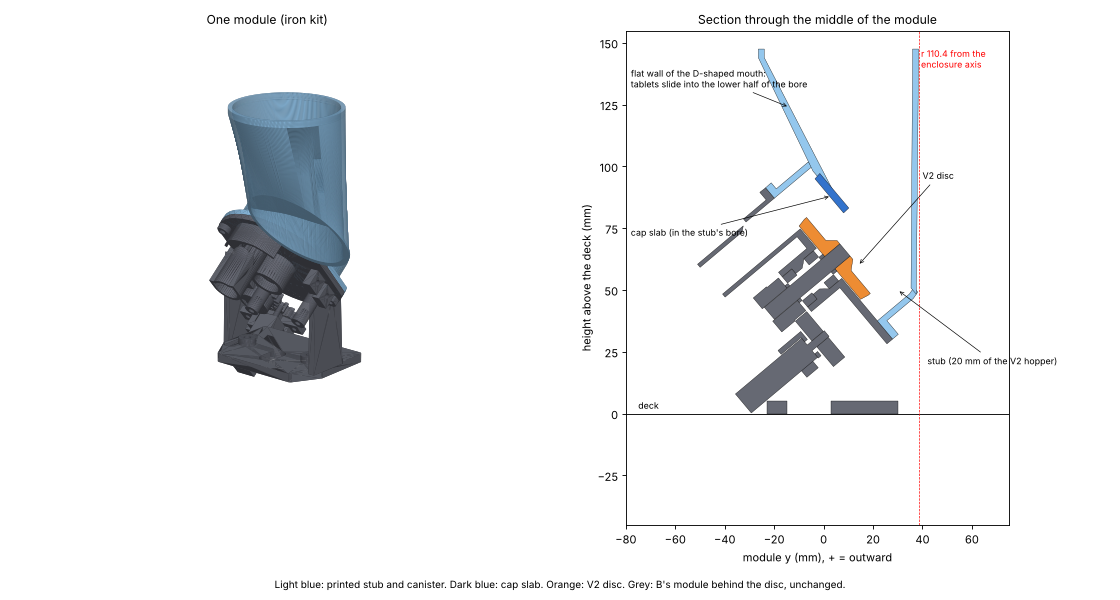 One module (iron kit)
Section through the middle of the module
150
125
100
75
50
25
0
−25
−80
−60
−40
−20
0
20
40
60
height above the deck (mm)
module y (mm), + = outward
r 110.4 from the
enclosure axis
flat wall of the D-shaped mouth:
tablets slide into the lower half of the bore
V2 disc
cap slab (in the stub's bore)
stub (20 mm of the V2 hopper)
deck
Light blue: printed stub and canister. Dark blue: cap slab. Orange: V2 disc. Grey: B's module behind the disc, unchanged.